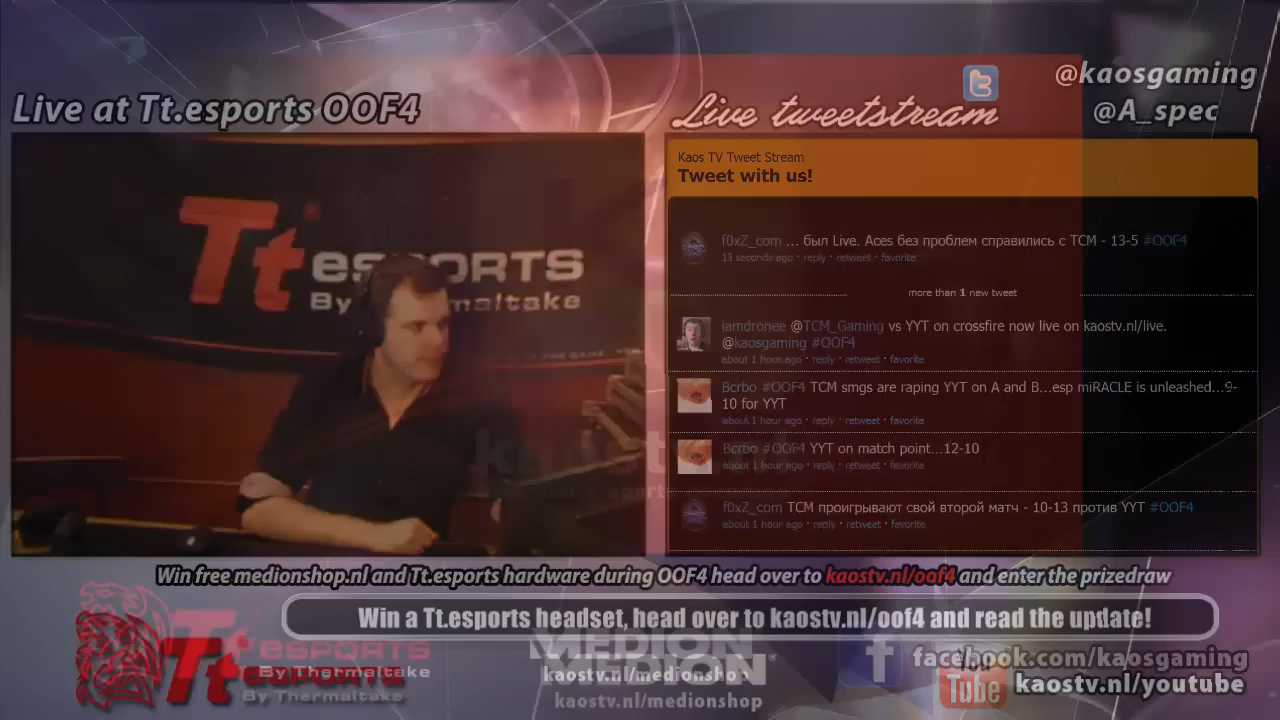 @kaosgaming
@A_spec
Live at Tt.esports OOF4
Live tweetstream
Tt esPORTS
By Thermaltake
Kaos TV Tweet Stream
Tweet with us!
f0xZ_com ... был Live. Aces без проблем справились с TCM - 13-5 #OOF4
13 seconds ago · reply · retweet · favorite
more than 1 new tweet
iamdronee @TCM_Gaming vs YYT on crossfire now live on kaostv.nl/live.
@kaosgaming #OOF4
about 1 hour ago · reply · retweet · favorite
Bcrbo #OOF4 TCM smgs are raping YYT on A and B...esp miRACLE is unleashed...9-
10 for YYT
about 1 hour ago · reply · retweet · favorite
Bcrbo #OOF4 YYT on match point...12-10
about 1 hour ago · reply · retweet · favorite
f0xZ_com TCM проигрывают свой второй матч - 10-13 против YYT #OOF4
about 1 hour ago · reply · retweet · favorite
Win free medionshop.nl and Tt.esports hardware during OOF4 head over to kaostv.nl/oof4 and enter the prizedraw
Win a Tt.esports headset, head over to kaostv.nl/oof4 and read the update!
Tt esPORTS
By Thermaltake
By Thermaltake
MEDION
MEDION
kaostv.nl/medionshop
kaostv.nl/medionshop
facebook.com/kaosgaming
Tube
kaostv.nl/youtube